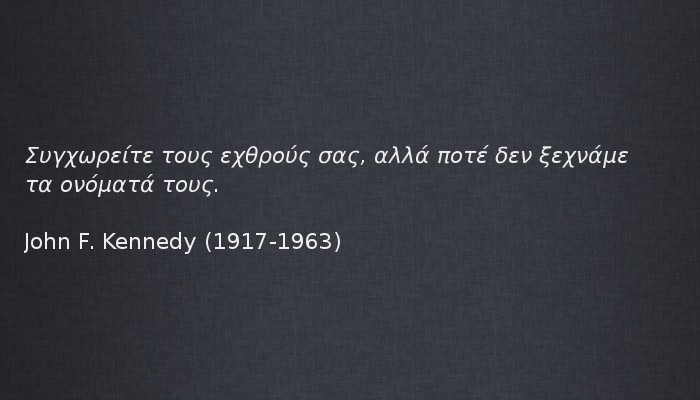 Συγχωρείτε τους εχθρούς σας, αλλά ποτέ δεν ξεχνάμε
τα ονόματά τους.
John F. Kennedy (1917-1963)